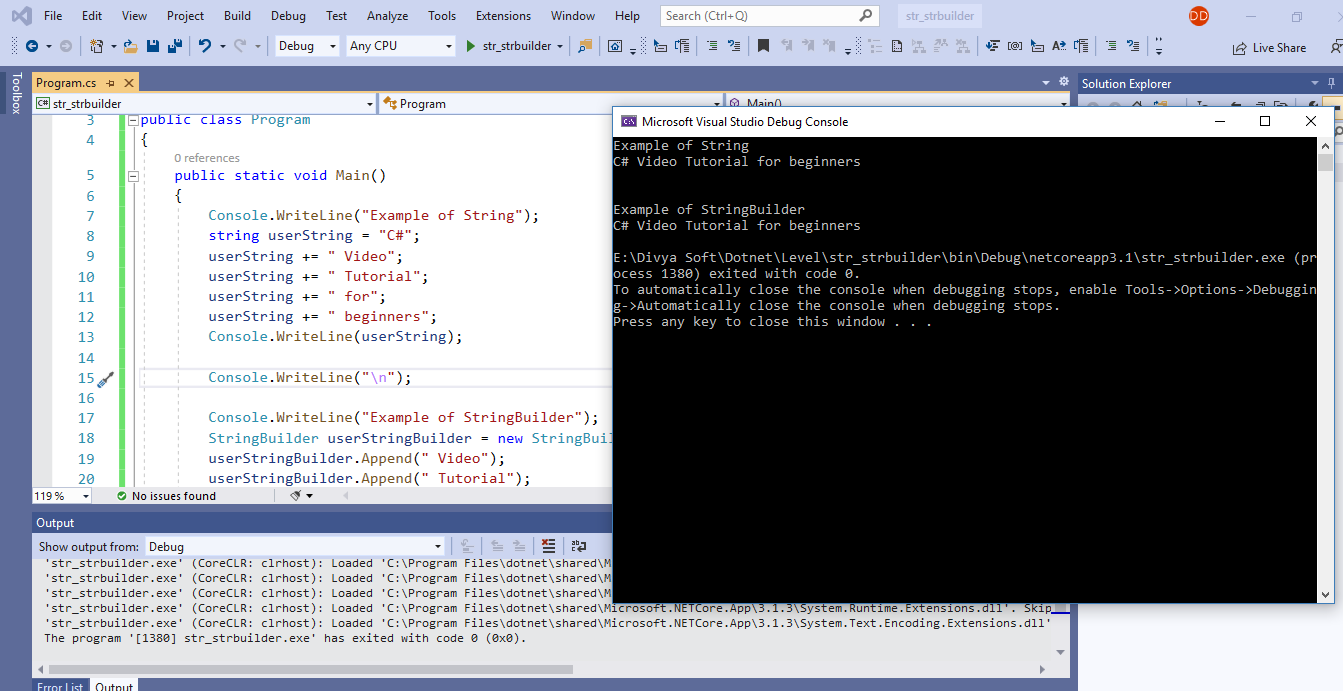 File Edit View Project Build Debug Test Analyze Tools Extensions Window Help Search (Ctrl+Q) str_strbuilder DD
Debug Any CPU str_strbuilder Live Share
Toolbox
Program.cs
Solution Explorer
C# str_strbuilder Program Main()
3 public class Program
4 {
0 references
5 public static void Main()
6 {
7 Console.WriteLine("Example of String");
8 string userString = "C#";
9 userString += " Video";
10 userString += " Tutorial";
11 userString += " for";
12 userString += " beginners";
13 Console.WriteLine(userString);
14
15 Console.WriteLine("\n");
16
17 Console.WriteLine("Example of StringBuilder");
18 StringBuilder userStringBuilder = new StringBuil
19 userStringBuilder.Append(" Video");
20 userStringBuilder.Append(" Tutorial");
119 % No issues found
Microsoft Visual Studio Debug Console
Example of String
C# Video Tutorial for beginners
Example of StringBuilder
C# Video Tutorial for beginners
E:\Divya Soft\Dotnet\Level\str_strbuilder\bin\Debug\netcoreapp3.1\str_strbuilder.exe (pr
ocess 1380) exited with code 0.
To automatically close the console when debugging stops, enable Tools->Options->Debuggin
g->Automatically close the console when debugging stops.
Press any key to close this window . . .
Output
Show output from: Debug
'str_strbuilder.exe' (CoreCLR: clrhost): Loaded 'C:\Program Files\dotnet\shared\M
'str_strbuilder.exe' (CoreCLR: clrhost): Loaded 'C:\Program Files\dotnet\shared\M
'str_strbuilder.exe' (CoreCLR: clrhost): Loaded 'C:\Program Files\dotnet\shared\M
'str_strbuilder.exe' (CoreCLR: clrhost): Loaded 'C:\Program Files\dotnet\shared\Microsoft.NETCore.App\3.1.3\System.Runtime.Extensions.dll'. Skip
'str_strbuilder.exe' (CoreCLR: clrhost): Loaded 'C:\Program Files\dotnet\shared\Microsoft.NETCore.App\3.1.3\System.Text.Encoding.Extensions.dll'
The program '[1380] str_strbuilder.exe' has exited with code 0 (0x0).
Error List Output